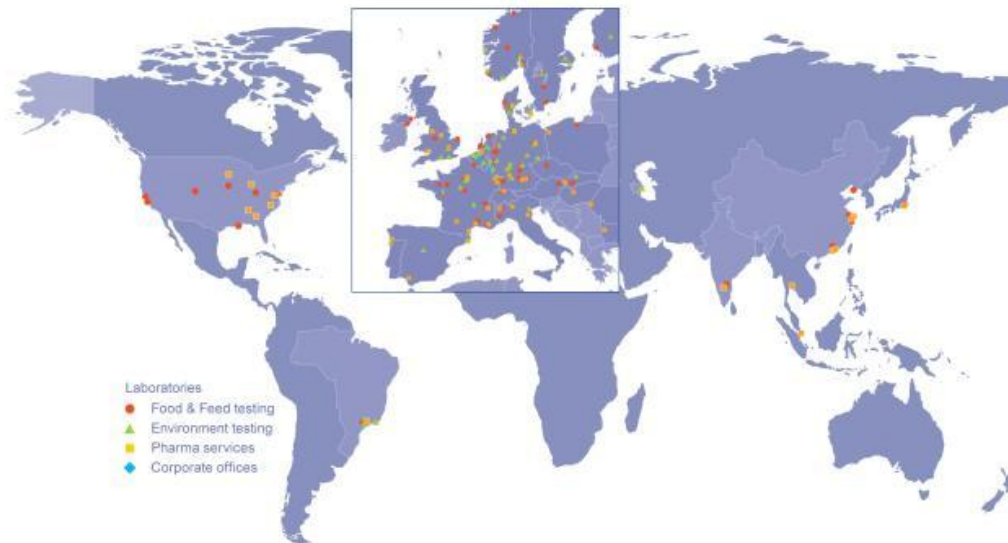 Laboratories
Food & Feed testing
Environment testing
Pharma services
Corporate offices